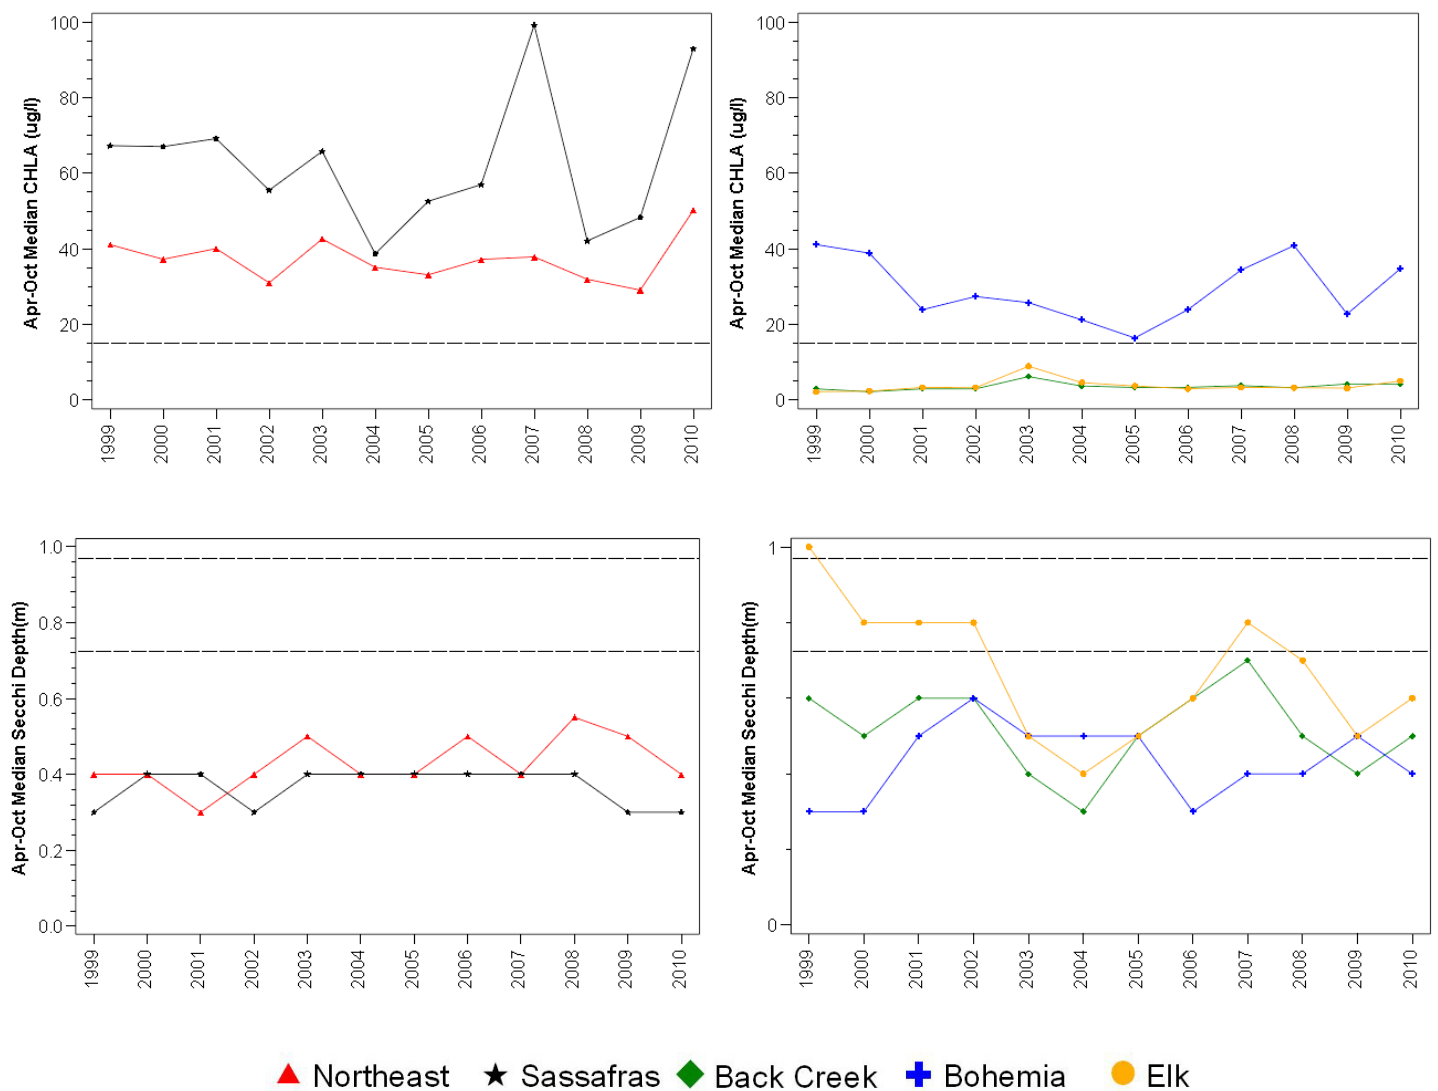 Apr-Oct Median CHLA (ug/l)
100
80
60
40
20
0
1999 2000 2001 2002 2003 2004 2005 2006 2007 2008 2009 2010
Apr-Oct Median CHLA (ug/l)
100
80
60
40
20
0
1999 2000 2001 2002 2003 2004 2005 2006 2007 2008 2009 2010
Apr-Oct Median Secchi Depth(m)
1.0
0.8
0.6
0.4
0.2
0.0
1999 2000 2001 2002 2003 2004 2005 2006 2007 2008 2009 2010
Apr-Oct Median Secchi Depth(m)
1
0
1999 2000 2001 2002 2003 2004 2005 2006 2007 2008 2009 2010
Northeast Sassafras Back Creek Bohemia Elk